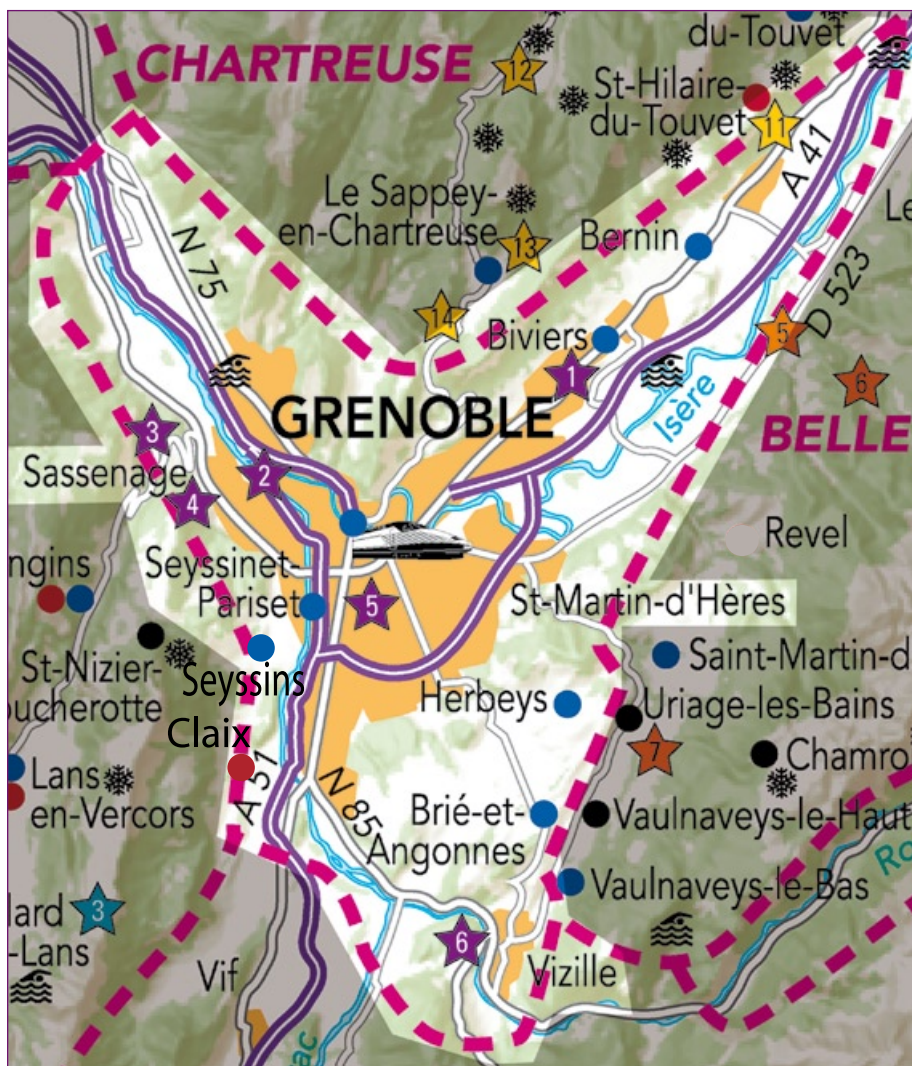 du-Touvet
CHARTREUSE
12
St-Hilaire-
du-Touvet
11
A 41
Le Sappey-
en-Chartreuse
13
Bernin
Le
N 75
14
D 523
5
Biviers
1
6
Isère
GRENOBLE
BELLE
3
Sassenage
2
4
Revel
ngins
Seyssinet-
Pariset
5
St-Martin-d'Hères
St-Nizier-
oucherotte
Seyssins
Saint-Martin-d
Claix
Herbeys
Uriage-les-Bains
7
Chamro
Lans
en-Vercors
A 51
N 85
Brié-et-
Angonnes
Vaulnaveys-le-Haut
Ro
Vaulnaveys-le-Bas
lard
-Lans
3
6
Vif
Vizille
ac